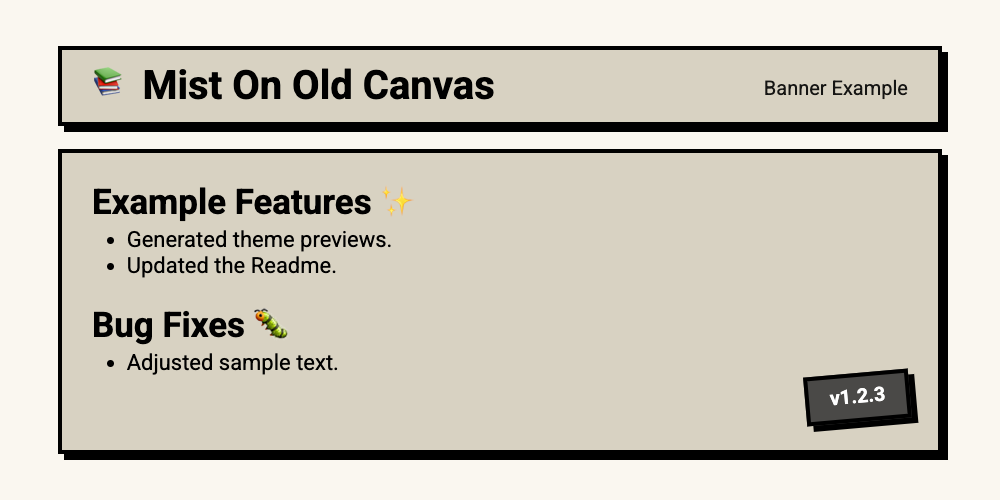 📚 Mist On Old Canvas
Banner Example
Example Features ✨
• Generated theme previews.
• Updated the Readme.
Bug Fixes 🐛
• Adjusted sample text.
v1.2.3